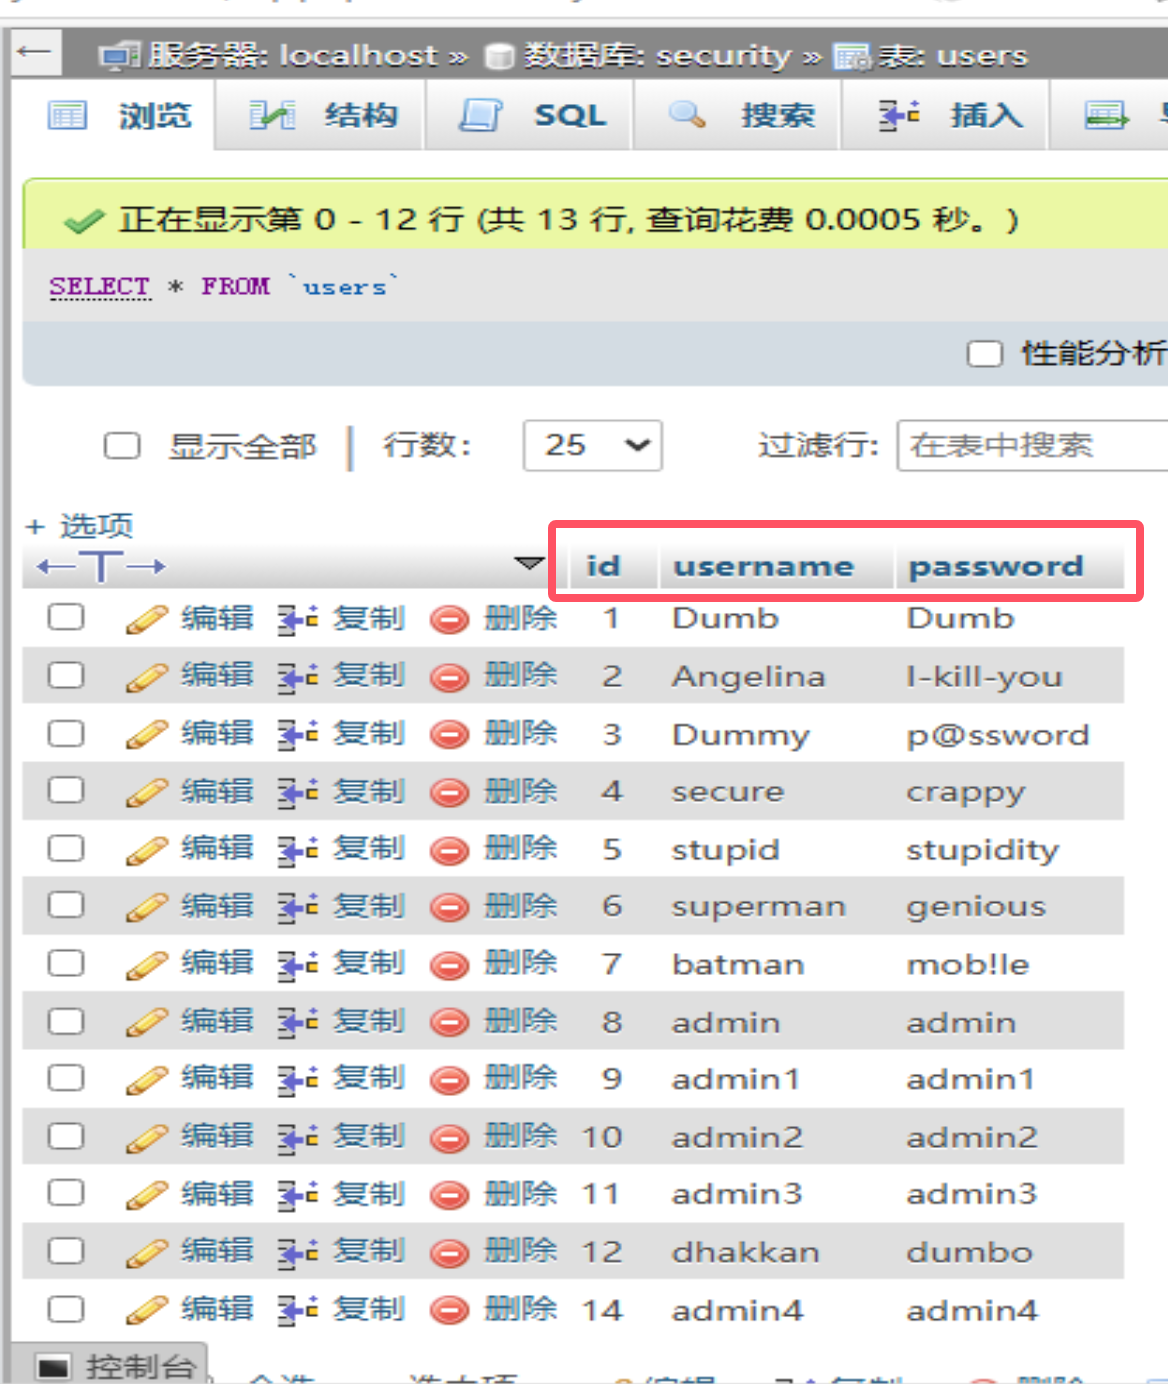 服务器: localhost » 数据库: security » 表: users
浏览 结构 SQL 搜索 插入
正在显示第 0 - 12 行 (共 13 行, 查询花费 0.0005 秒。)
SELECT * FROM `users`
性能分析
显示全部 行数: 25 过滤行: 在表中搜索
+ 选项
←T→ id username password
编辑 复制 删除 1 Dumb Dumb
编辑 复制 删除 2 Angelina I-kill-you
编辑 复制 删除 3 Dummy p@ssword
编辑 复制 删除 4 secure crappy
编辑 复制 删除 5 stupid stupidity
编辑 复制 删除 6 superman genious
编辑 复制 删除 7 batman mob!le
编辑 复制 删除 8 admin admin
编辑 复制 删除 9 admin1 admin1
编辑 复制 删除 10 admin2 admin2
编辑 复制 删除 11 admin3 admin3
编辑 复制 删除 12 dhakkan dumbo
编辑 复制 删除 14 admin4 admin4
控制台